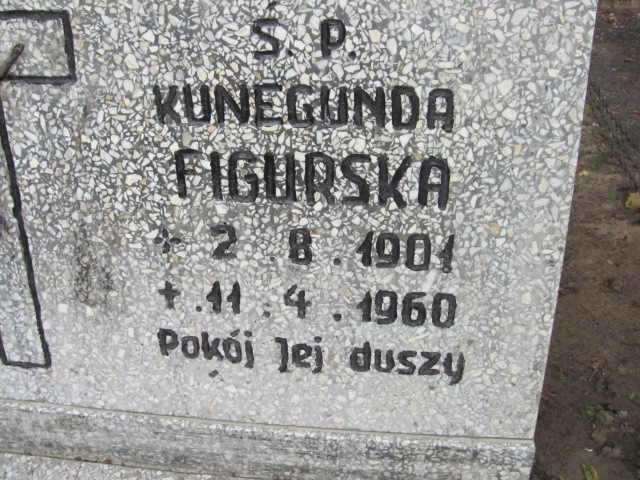 Ś. P.
KUNEGUNDA
FIGURSKA
* 2.8.1901
+.11.4.1960
Pokój Jej duszy